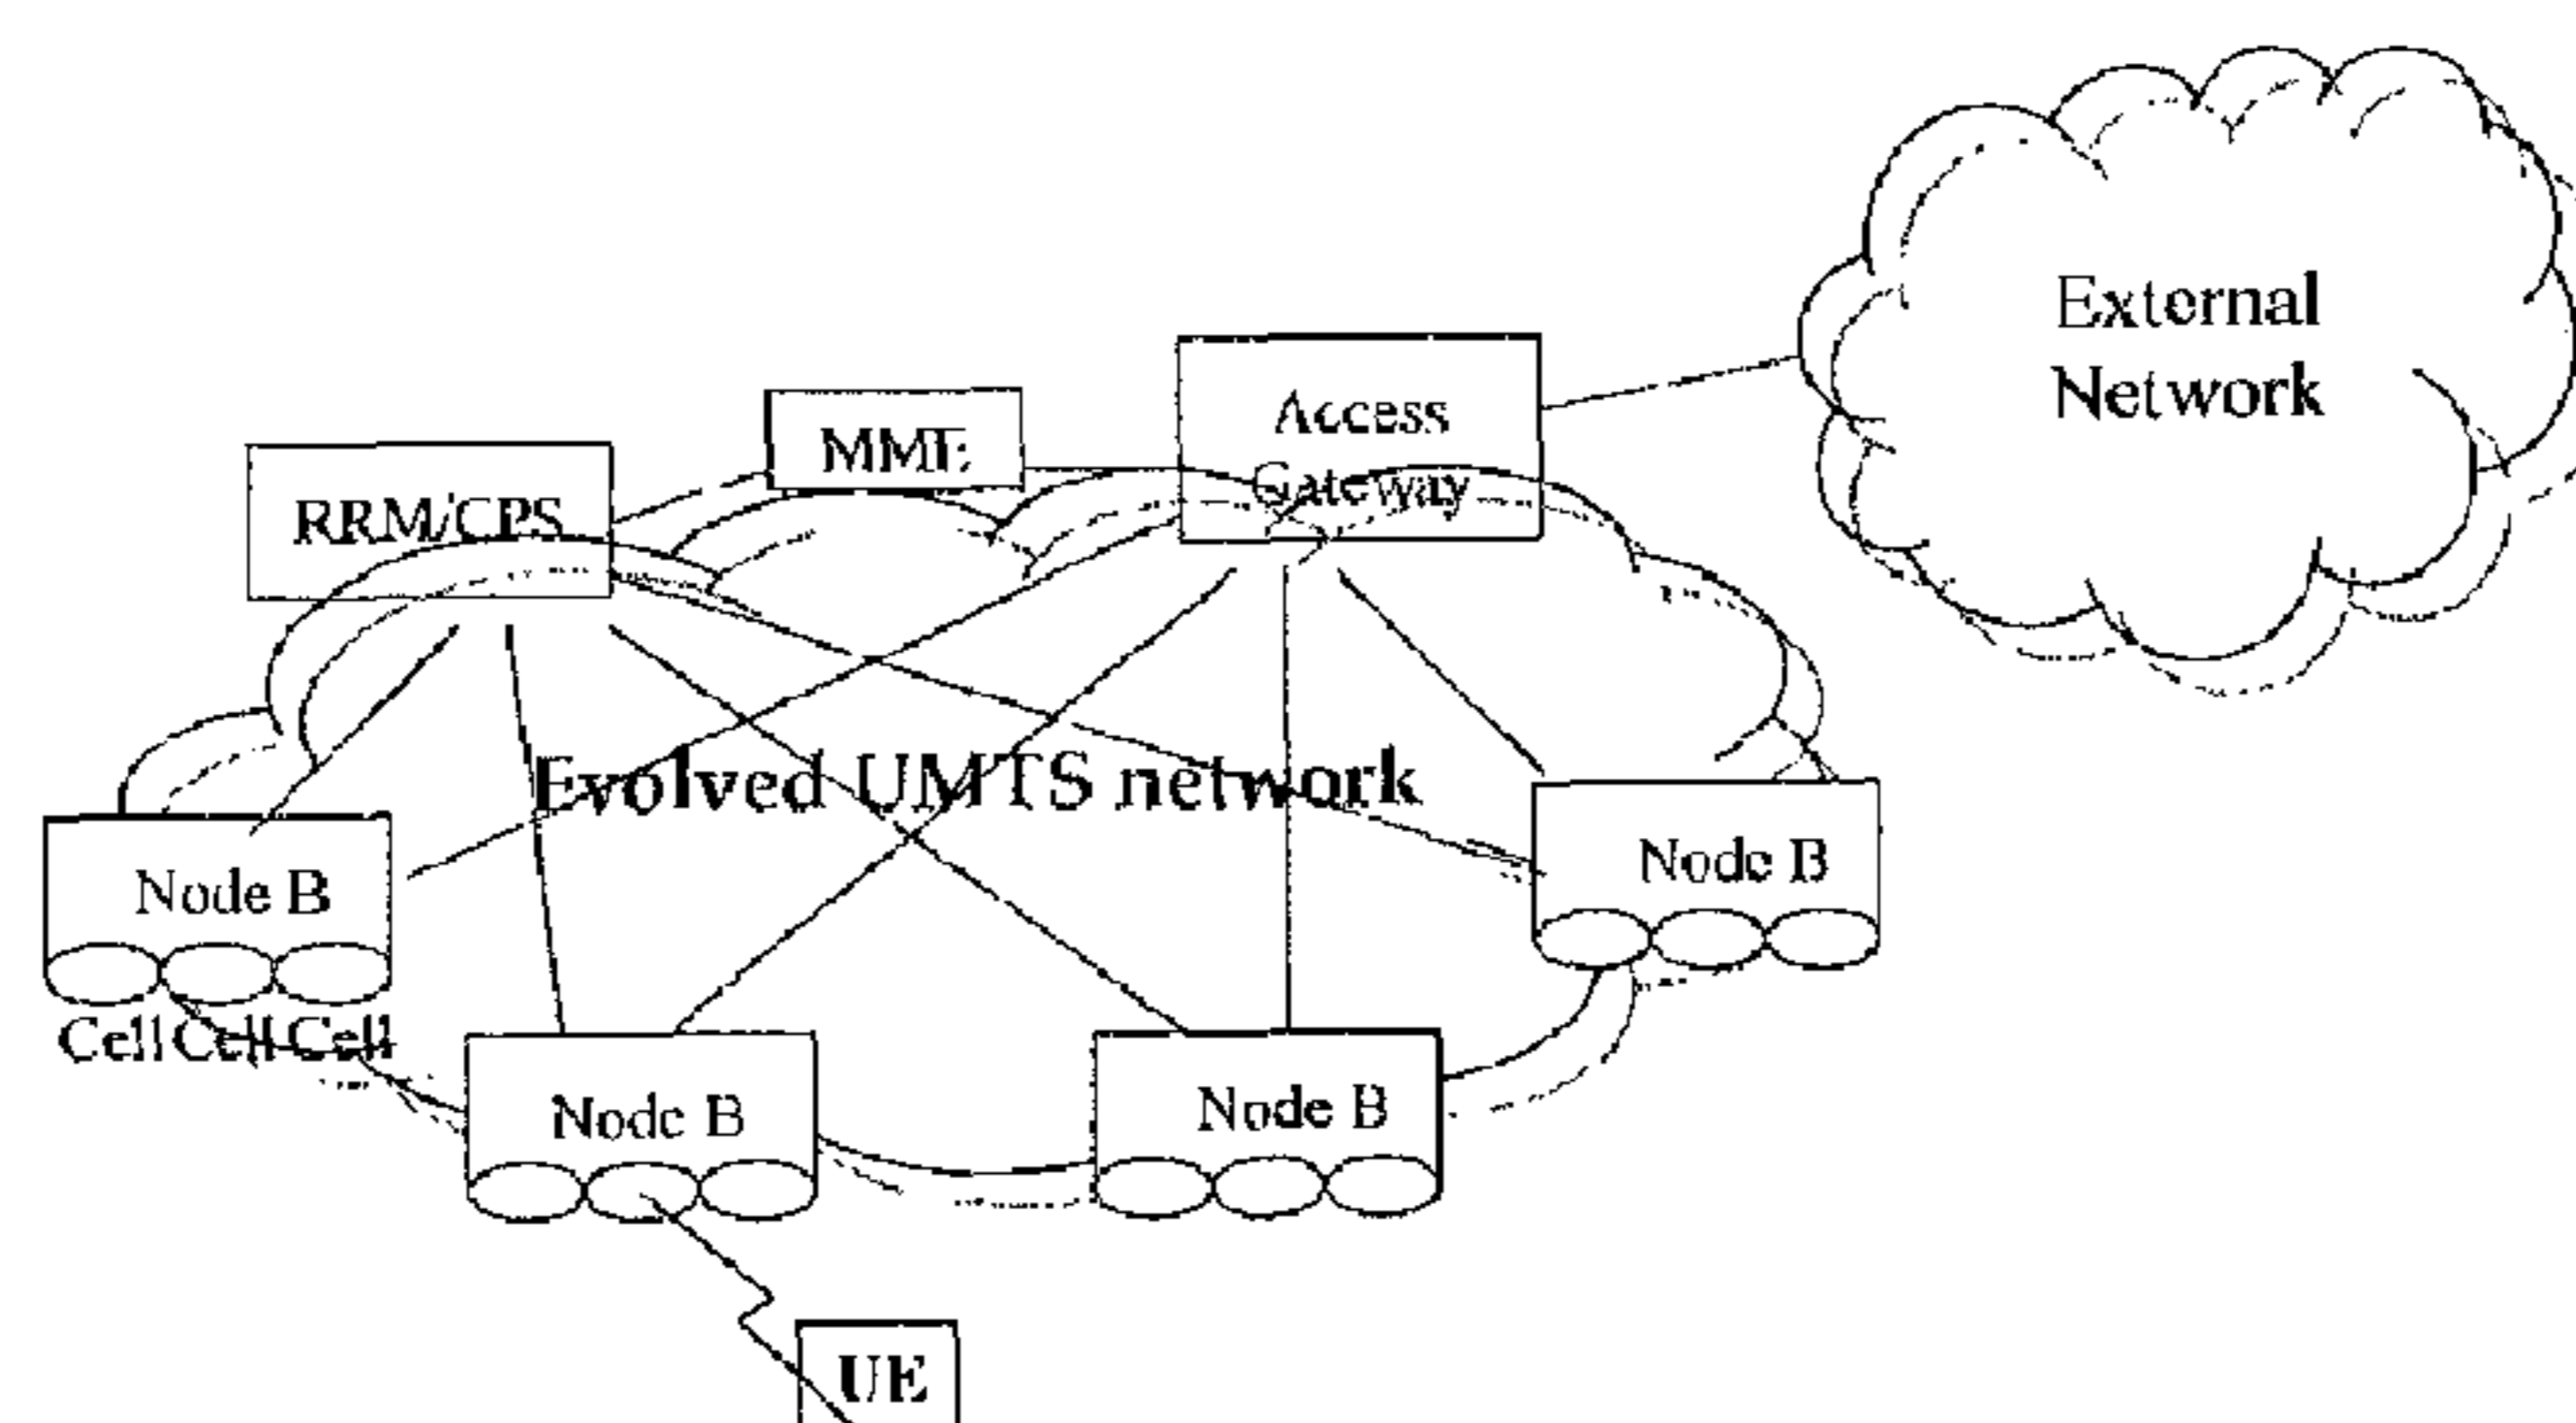 External
Network
Access
Gateway
MME
RRM/CPS
Evolved UMTS network
Node B
Node B
Cell Cell Cell
Node B
Node B
UE